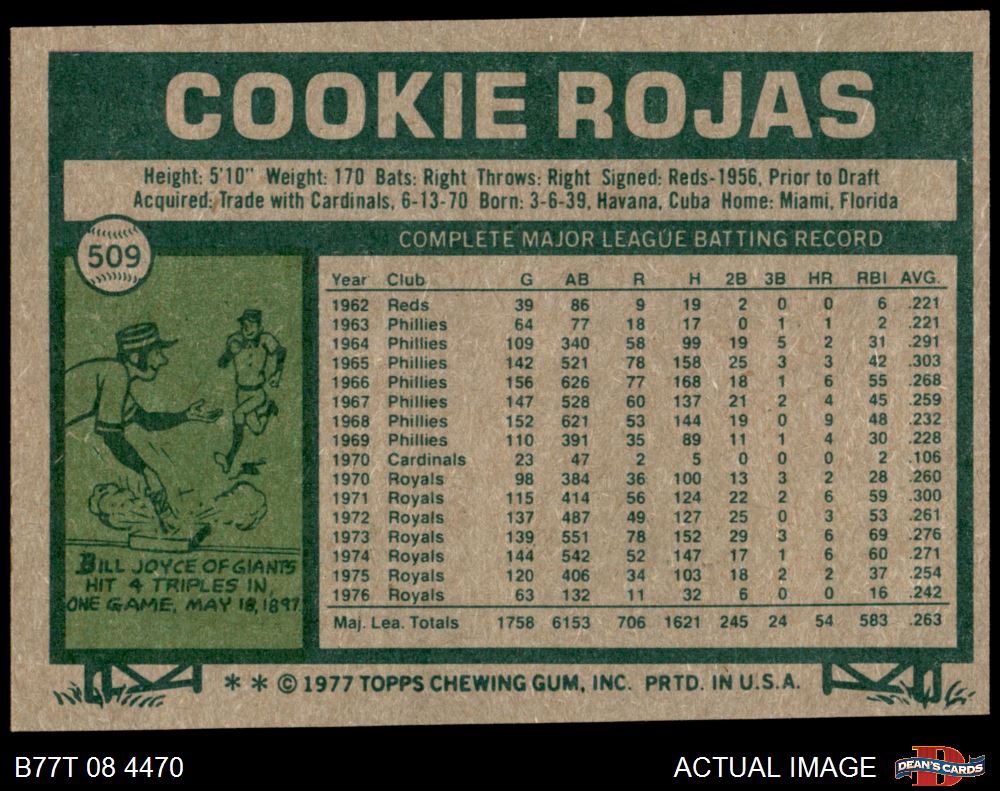 COOKIE ROJAS
Height: 5'10" Weight: 170 Bats: Right Throws: Right Signed: Reds-1956, Prior to Draft
Acquired: Trade with Cardinals, 6-13-70 Born: 3-6-39, Havana, Cuba Home: Miami, Florida
509
COMPLETE MAJOR LEAGUE BATTING RECORD
Year Club G AB R H 2B 3B HR RBI AVG.
1962 Reds 39 86 9 19 2 0 0 6 .221
1963 Phillies 64 77 18 17 0 1 1 2 .221
1964 Phillies 109 340 58 99 19 5 2 31 .291
1965 Phillies 142 521 78 158 25 3 3 42 .303
1966 Phillies 156 626 77 168 18 1 6 55 .268
1967 Phillies 147 528 60 137 21 2 4 45 .259
1968 Phillies 152 621 53 144 19 0 9 48 .232
1969 Phillies 110 391 35 89 11 1 4 30 .228
1970 Cardinals 23 47 2 5 0 0 0 2 .106
1970 Royals 98 384 36 100 13 3 2 28 .260
1971 Royals 115 414 56 124 22 2 6 59 .300
1972 Royals 137 487 49 127 25 0 3 53 .261
1973 Royals 139 551 78 152 29 3 6 69 .276
1974 Royals 144 542 52 147 17 1 6 60 .271
1975 Royals 120 406 34 103 18 2 2 37 .254
1976 Royals 63 132 11 32 6 0 0 16 .242
Maj. Lea. Totals 1758 6153 706 1621 245 24 54 583 .263
BILL JOYCE OF GIANTS
HIT 4 TRIPLES IN
ONE GAME, MAY 18, 1897
* * © 1977 TOPPS CHEWING GUM, INC. PRTD. IN U.S.A.
B77T 08 4470
ACTUAL IMAGE
DEAN'S CARDS